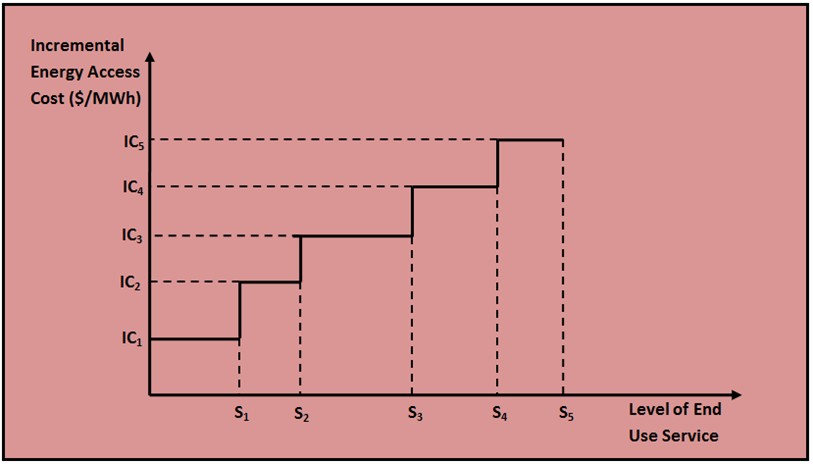 Incremental
Energy Access
Cost ($/MWh)
IC₅
IC₄
IC₃
IC₂
IC₁
S₁ S₂ S₃ S₄ S₅
Level of End
Use Service